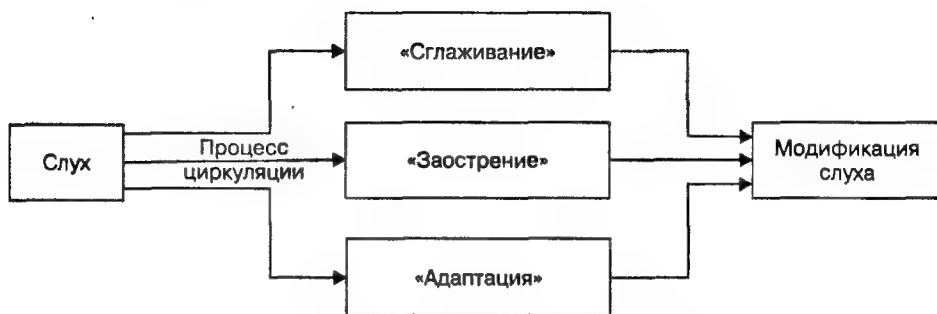 «Сглаживание»
Слух
Процесс
циркуляции
«Заострение»
Модификация
слуха
«Адаптация»